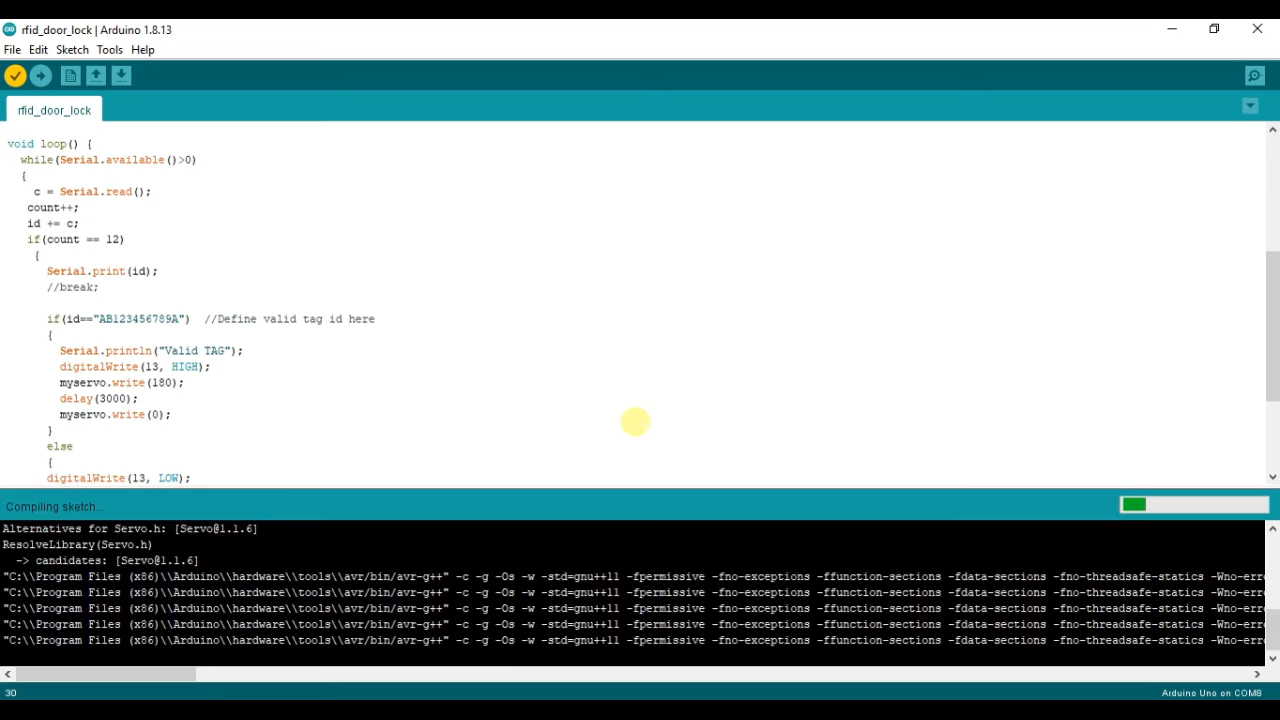 rfid_door_lock | Arduino 1.8.13
File Edit Sketch Tools Help
rfid_door_lock
void loop() {
while(Serial.available()>0)
{
c = Serial.read();
count++;
id += c;
if(count == 12)
{
Serial.print(id);
//break;
if(id=="AB123456789A") //Define valid tag id here
{
Serial.println("Valid TAG");
digitalWrite(13, HIGH);
myservo.write(180);
delay(3000);
myservo.write(0);
}
else
{
digitalWrite(13, LOW);
Compiling sketch...
Alternatives for Servo.h: [Servo@1.1.6]
ResolveLibrary(Servo.h)
-> candidates: [Servo@1.1.6]
"C:\\Program Files (x86)\\Arduino\\hardware\\tools\\avr/bin/avr-g++" -c -g -Os -w -std=gnu++11 -fpermissive -fno-exceptions -ffunction-sections -fdata-sections -fno-threadsafe-statics -Wno-erro
"C:\\Program Files (x86)\\Arduino\\hardware\\tools\\avr/bin/avr-g++" -c -g -Os -w -std=gnu++11 -fpermissive -fno-exceptions -ffunction-sections -fdata-sections -fno-threadsafe-statics -Wno-erro
"C:\\Program Files (x86)\\Arduino\\hardware\\tools\\avr/bin/avr-g++" -c -g -Os -w -std=gnu++11 -fpermissive -fno-exceptions -ffunction-sections -fdata-sections -fno-threadsafe-statics -Wno-erro
"C:\\Program Files (x86)\\Arduino\\hardware\\tools\\avr/bin/avr-g++" -c -g -Os -w -std=gnu++11 -fpermissive -fno-exceptions -ffunction-sections -fdata-sections -fno-threadsafe-statics -Wno-erro
"C:\\Program Files (x86)\\Arduino\\hardware\\tools\\avr/bin/avr-g++" -c -g -Os -w -std=gnu++11 -fpermissive -fno-exceptions -ffunction-sections -fdata-sections -fno-threadsafe-statics -Wno-erro
30 Arduino Uno on COM8